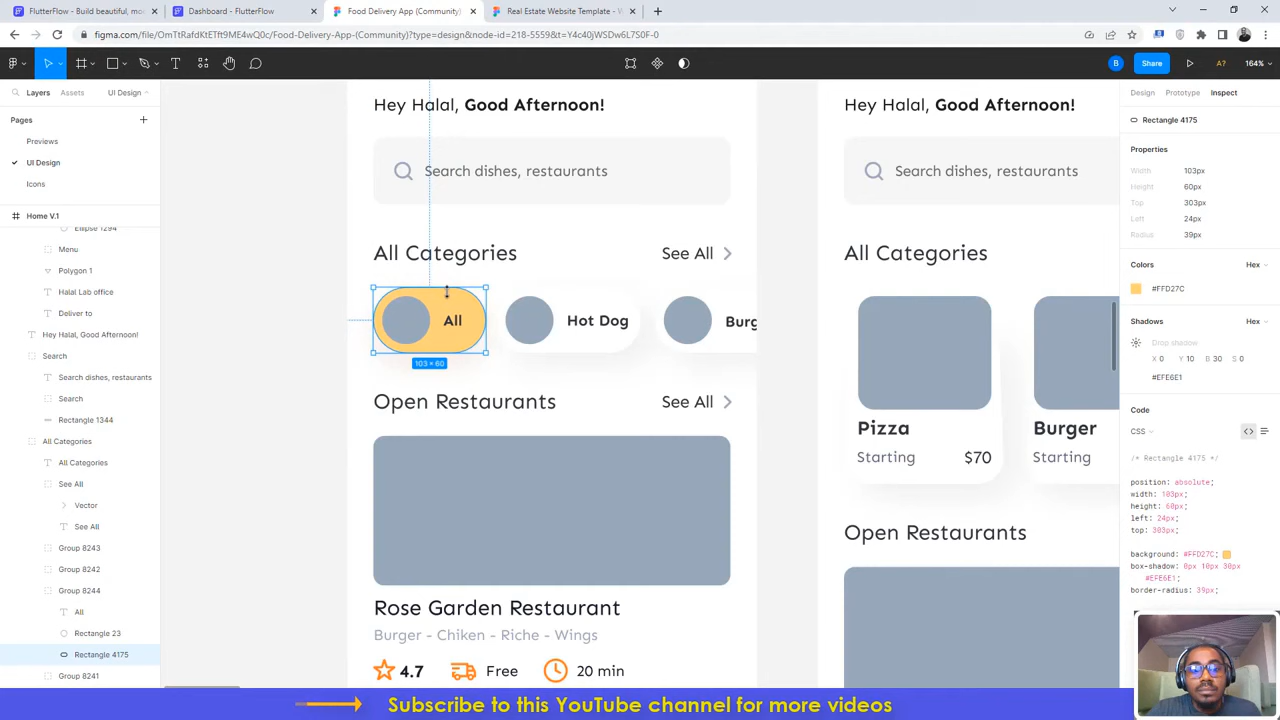 FlutterFlow - Build beautiful, mo
Dashboard - FlutterFlow
Food Delivery App (Community)
Real Estate Website Template - W
figma.com/file/OmTtRafdKtETft9ME4wQ0c/Food-Delivery-App-(Community)?type=design&node-id=218-5559&t=Y4c40jWSDwL7S0F-0
B
Share
A?
164%
Layers
Assets
UI Design
Pages
Previews
UI Design
Icons
Home V.1
Ellipse 1294
Menu
Polygon 1
Halal Lab office
Deliver to
Hey Halal, Good Afternoon!
Search
Search dishes, restaurants
Search
Rectangle 1344
All Categories
All Categories
See All
Vector
See All
Group 8243
Group 8242
Group 8244
All
Rectangle 23
Rectangle 4175
Group 8241
Hey Halal, Good Afternoon!
Search dishes, restaurants
All Categories
See All
All
Hot Dog
Burg
103 × 60
Open Restaurants
See All
Rose Garden Restaurant
Burger - Chiken - Riche - Wings
4.7
Free
20 min
Hey Halal, Good Afternoon!
Search dishes, restaurants
All Categories
Pizza
Burger
Starting
$70
Starting
Open Restaurants
Design
Prototype
Inspect
Rectangle 4175
Properties
Width 103px
Height 60px
Top 303px
Left 24px
Radius 39px
Colors
Hex
#FFD27C
Shadows
Hex
Drop shadow
X 0 Y 10 B 30 S 0
#EFE6E1
Code
CSS
/* Rectangle 4175 */
position: absolute;
width: 103px;
height: 60px;
left: 24px;
top: 303px;
background: #FFD27C;
box-shadow: 0px 10px 30px
#EFE6E1;
border-radius: 39px;
Subscribe to this YouTube channel for more videos